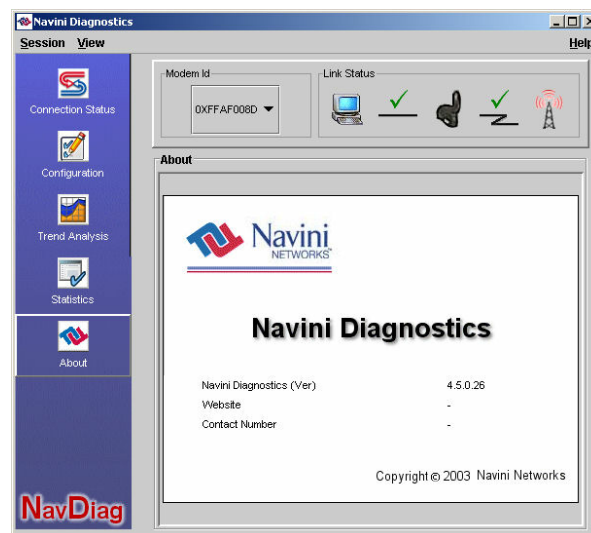 Navini Diagnostics
Session View Help
Modem Id
0XFFAF008D
Link Status
Connection Status
Configuration
Trend Analysis
Statistics
About
NavDiag
About
Navini
NETWORKS
Navini Diagnostics
Navini Diagnostics (Ver) 4.5.0.26
Website -
Contact Number -
Copyright © 2003 Navini Networks